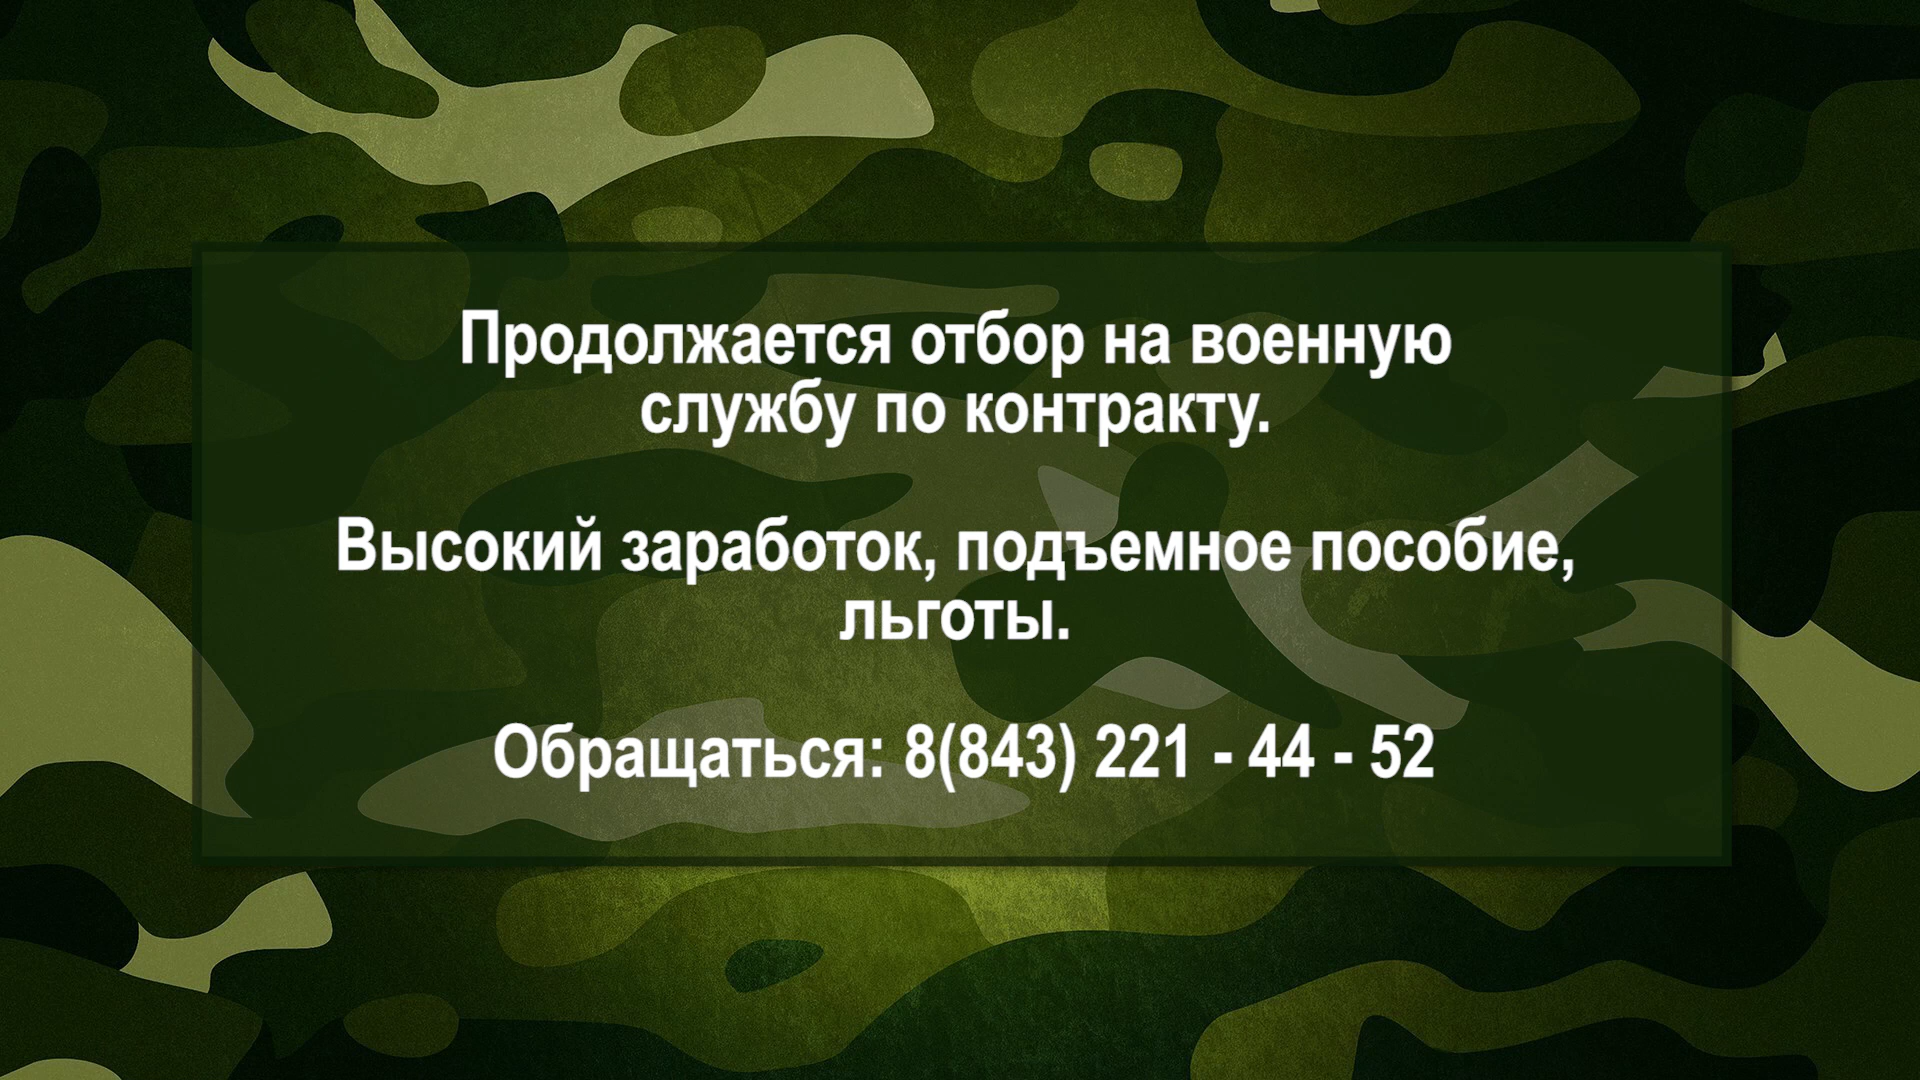 Продолжается отбор на военную
службу по контракту.
Высокий заработок, подъемное пособие,
льготы.
Обращаться: 8(843) 221 - 44 - 52